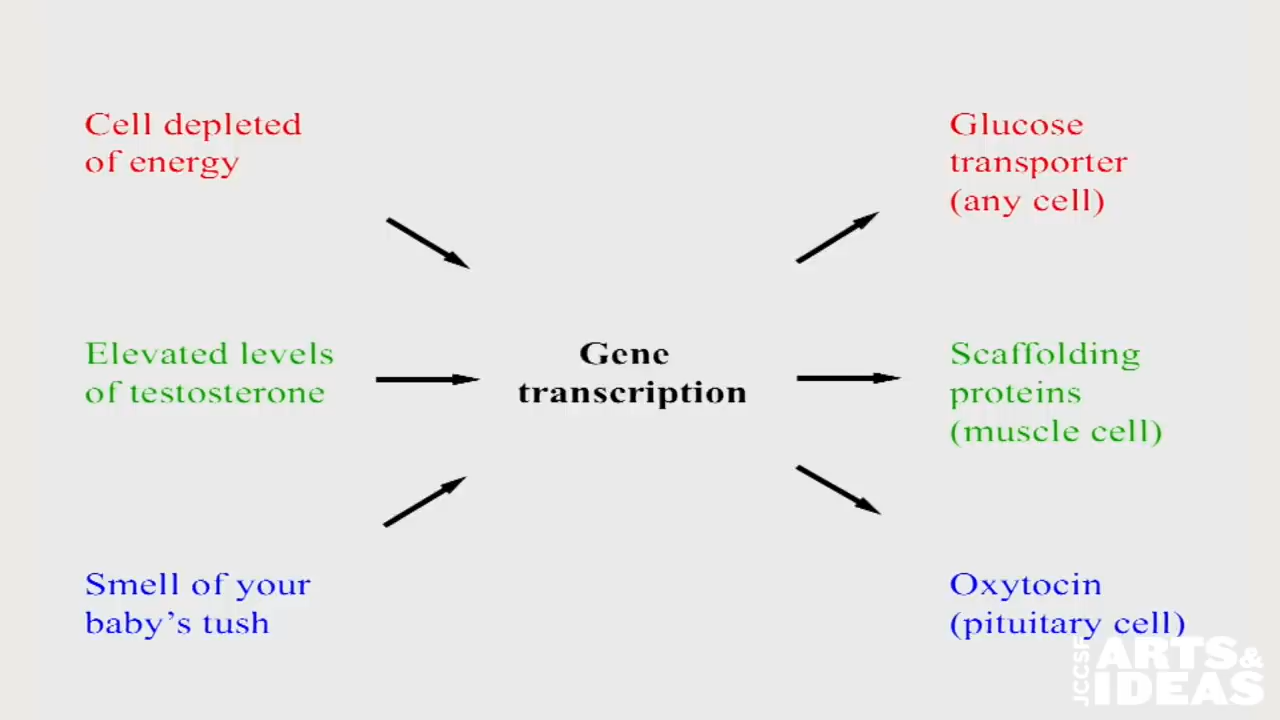 Cell depleted
of energy
Glucose
transporter
(any cell)
Elevated levels
of testosterone
Gene
transcription
Scaffolding
proteins
(muscle cell)
Smell of your
baby’s tush
Oxytocin
(pituitary cell)
JCCSF
ARTS&
IDEAS